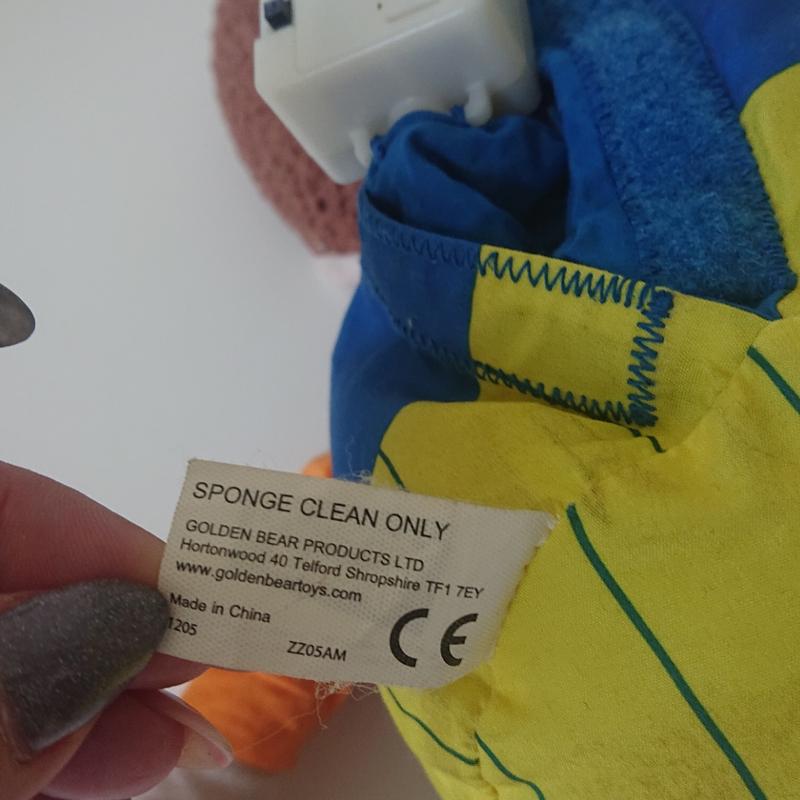 SPONGE CLEAN ONLY
GOLDEN BEAR PRODUCTS LTD
Hortonwood 40 Telford Shropshire TF1 7EY
www.goldenbeartoys.com
Made in China
1205
ZZ05AM
CE